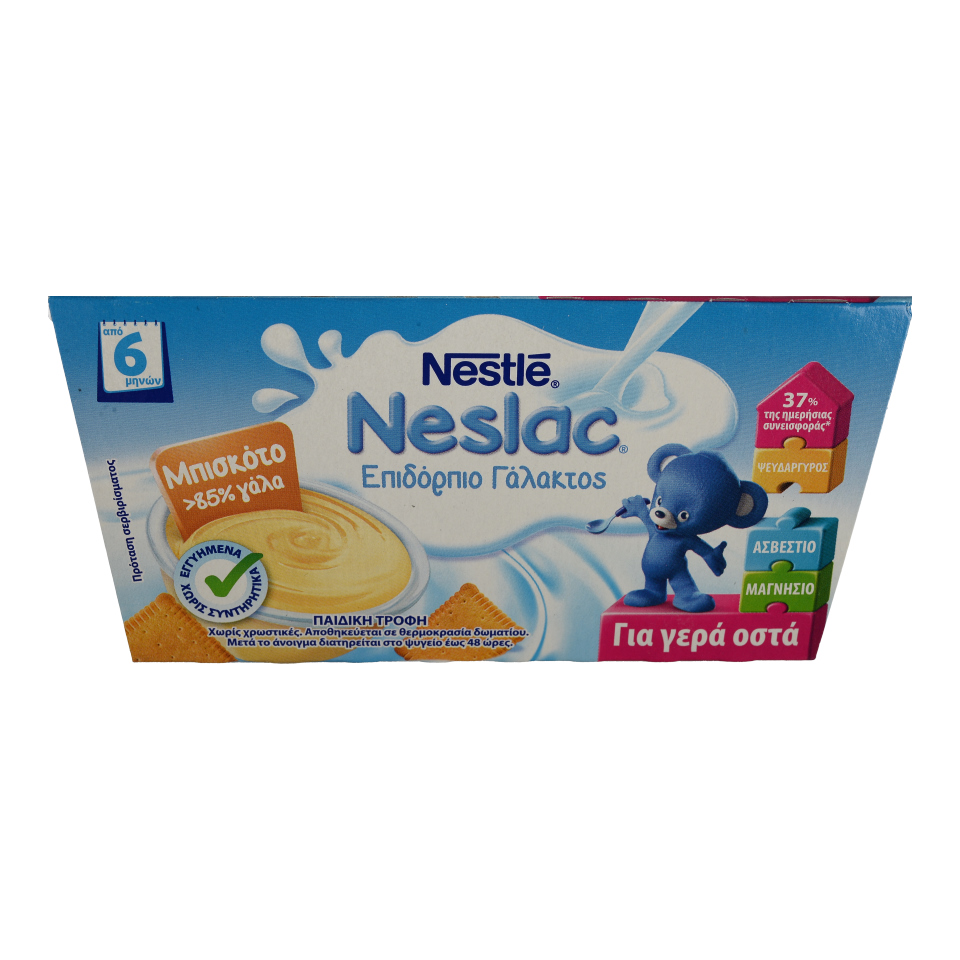 από
6
μηνών
Nestlé®
Neslac®
Επιδόρπιο Γάλακτος
Μπισκότο
>85% γάλα
Πρόταση σερβιρίσματος
ΕΓΓΥΗΜΕΝΑ
ΧΩΡΙΣ ΣΥΝΤΗΡΗΤΙΚΑ
ΠΑΙΔΙΚΗ ΤΡΟΦΗ
Χωρίς χρωστικές. Αποθηκεύεται σε θερμοκρασία δωματίου.
Μετά το άνοιγμα διατηρείται στο ψυγείο έως 48 ώρες.
37%
της ημερήσιας
συνεισφοράς*
ΨΕΥΔΑΡΓΥΡΟΣ
ΑΣΒΕΣΤΙΟ
ΜΑΓΝΗΣΙΟ
Για γερά οστά